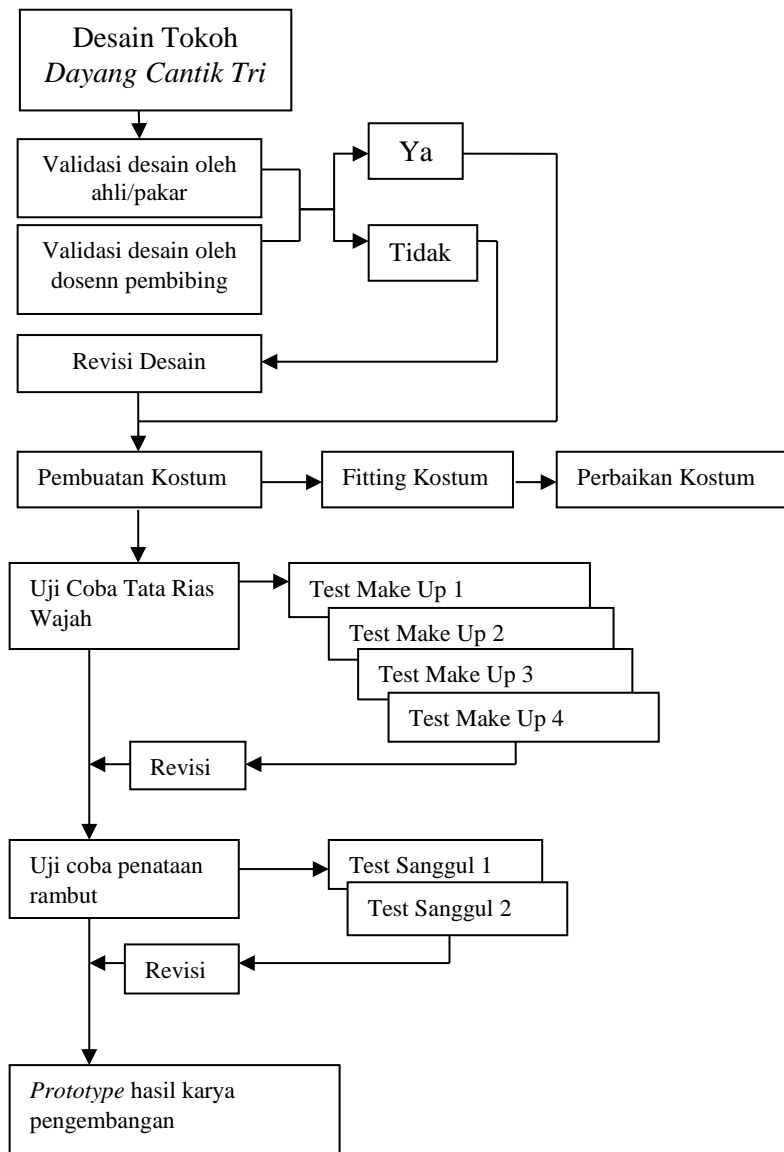 Desain Tokoh
Dayang Cantik Tri
Validasi desain oleh
ahli/pakar
Ya
Validasi desain oleh
dosenn pembibing
Tidak
Revisi Desain
Pembuatan Kostum
Fitting Kostum
Perbaikan Kostum
Uji Coba Tata Rias
Wajah
Test Make Up 1
Test Make Up 2
Test Make Up 3
Test Make Up 4
Revisi
Uji coba penataan
rambut
Test Sanggul 1
Test Sanggul 2
Revisi
Prototype hasil karya
pengembangan